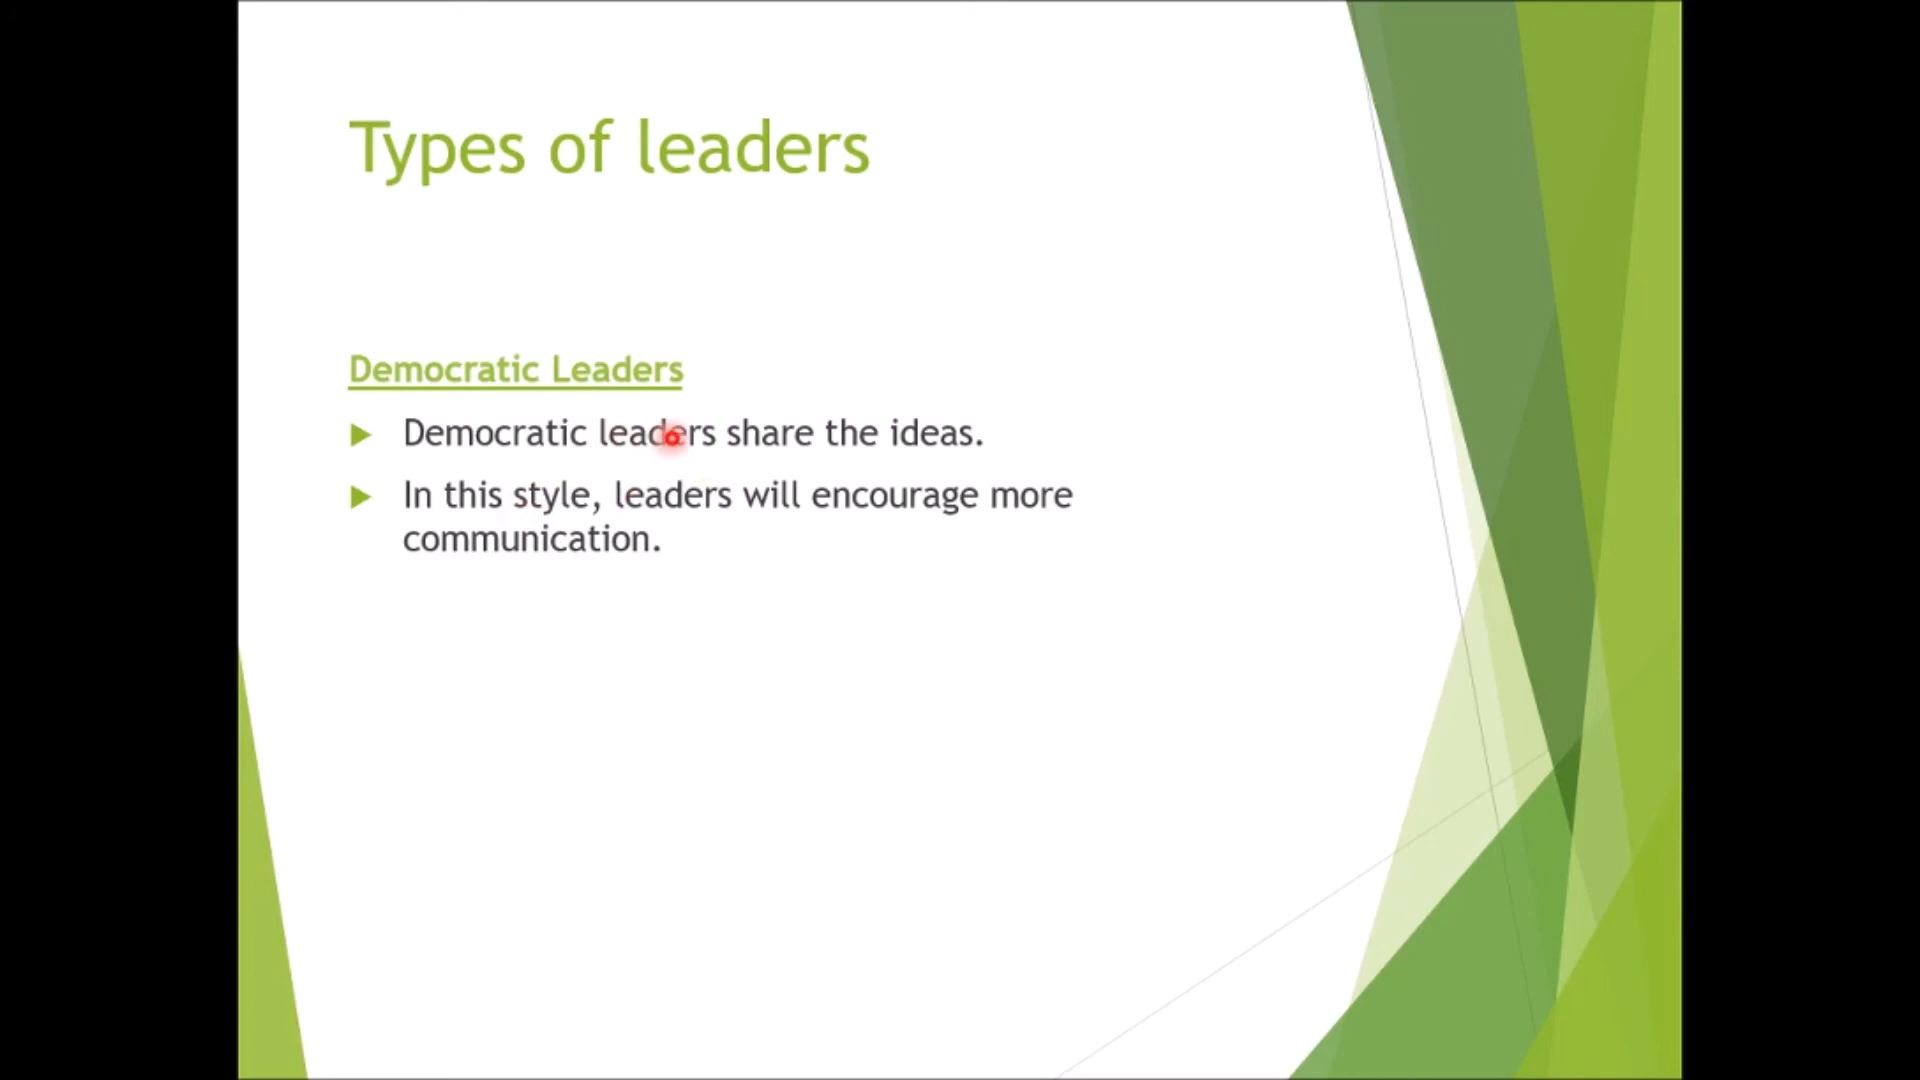 Types of leaders
Democratic Leaders
Democratic leaders share the ideas.
In this style, leaders will encourage more
communication.